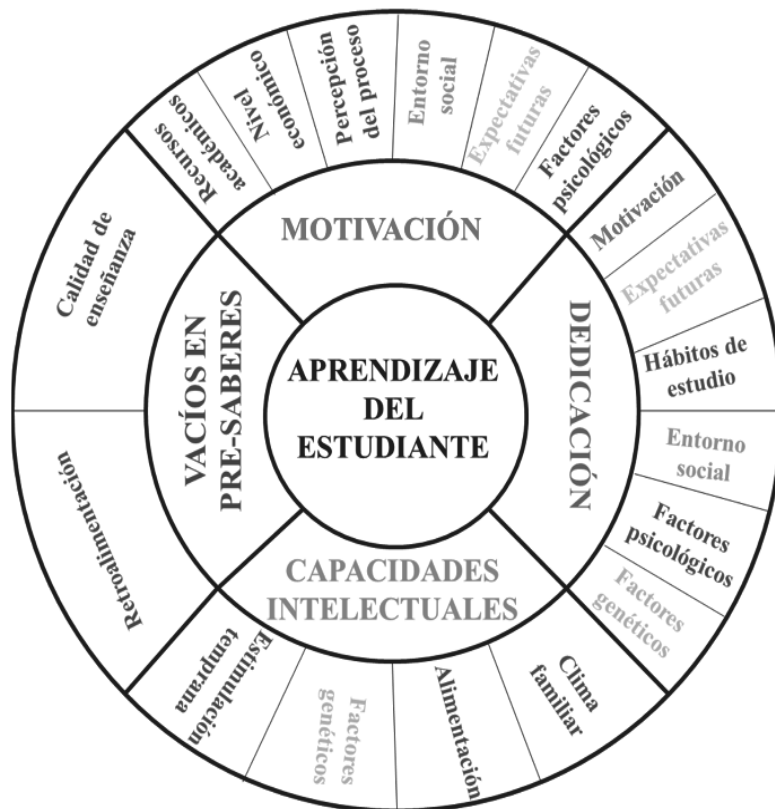 Recursos
académicos
Nivel
económico
Percepción
del proceso
Entorno
social
Expectativas
futuras
Factores
psicológicos
MOTIVACIÓN
Motivación
Expectativas
futuras
Hábitos de
estudio
Entorno
social
Factores
psicológicos
Factores
genéticos
DEDICACIÓN
Clima
familiar
Alimentación
Factores
genéticos
Estimulación
temprana
CAPACIDADES
INTELECTUALES
Retroalimentación
Calidad de
enseñanza
VACÍOS EN
PRE-SABERES
APRENDIZAJE
DEL
ESTUDIANTE